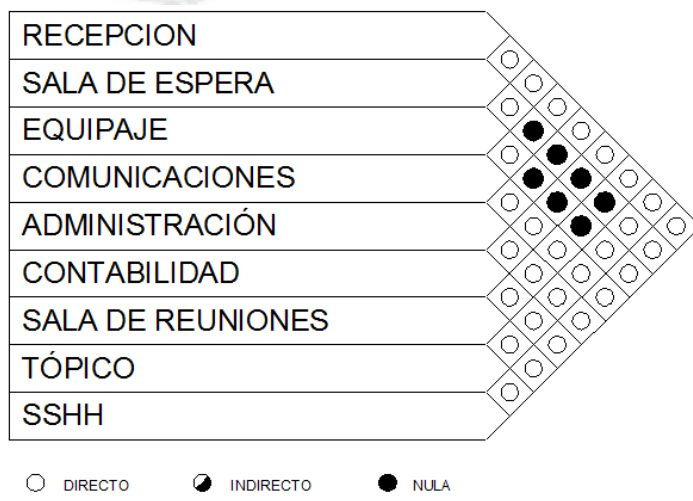 RECEPCION
SALA DE ESPERA
EQUIPAJE
COMUNICACIONES
ADMINISTRACIÓN
CONTABILIDAD
SALA DE REUNIONES
TÓPICO
SSHH
DIRECTO INDIRECTO NULA